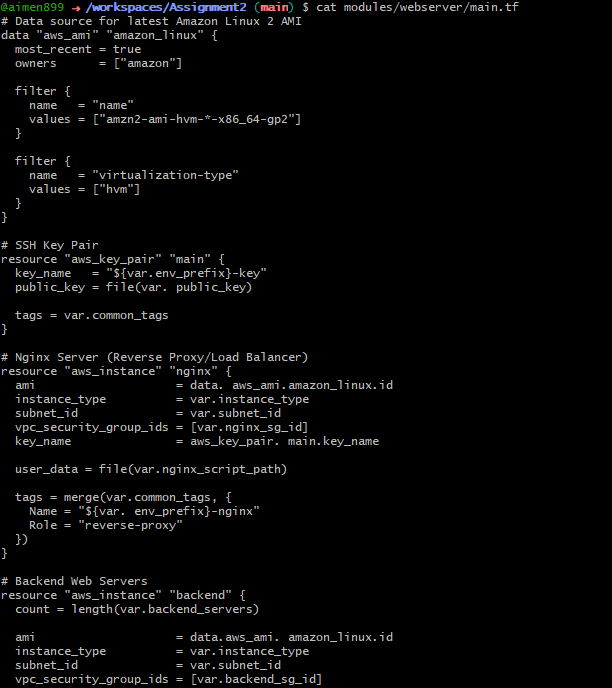 @aimen899 ➜ /workspaces/Assignment2 (main) $ cat modules/webserver/main.tf
# Data source for latest Amazon Linux 2 AMI
data "aws_ami" "amazon_linux" {
  most_recent = true
  owners      = ["amazon"]

  filter {
    name   = "name"
    values = ["amzn2-ami-hvm-*-x86_64-gp2"]
  }

  filter {
    name   = "virtualization-type"
    values = ["hvm"]
  }
}

# SSH Key Pair
resource "aws_key_pair" "main" {
  key_name   = "${var.env_prefix}-key"
  public_key = file(var. public_key)

  tags = var.common_tags
}

# Nginx Server (Reverse Proxy/Load Balancer)
resource "aws_instance" "nginx" {
  ami                    = data. aws_ami.amazon_linux.id
  instance_type          = var.instance_type
  subnet_id              = var.subnet_id
  vpc_security_group_ids = [var.nginx_sg_id]
  key_name               = aws_key_pair. main.key_name

  user_data = file(var.nginx_script_path)

  tags = merge(var.common_tags, {
    Name = "${var. env_prefix}-nginx"
    Role = "reverse-proxy"
  })
}

# Backend Web Servers
resource "aws_instance" "backend" {
  count = length(var.backend_servers)

  ami                    = data.aws_ami. amazon_linux.id
  instance_type          = var.instance_type
  subnet_id              = var.subnet_id
  vpc_security_group_ids = [var.backend_sg_id]